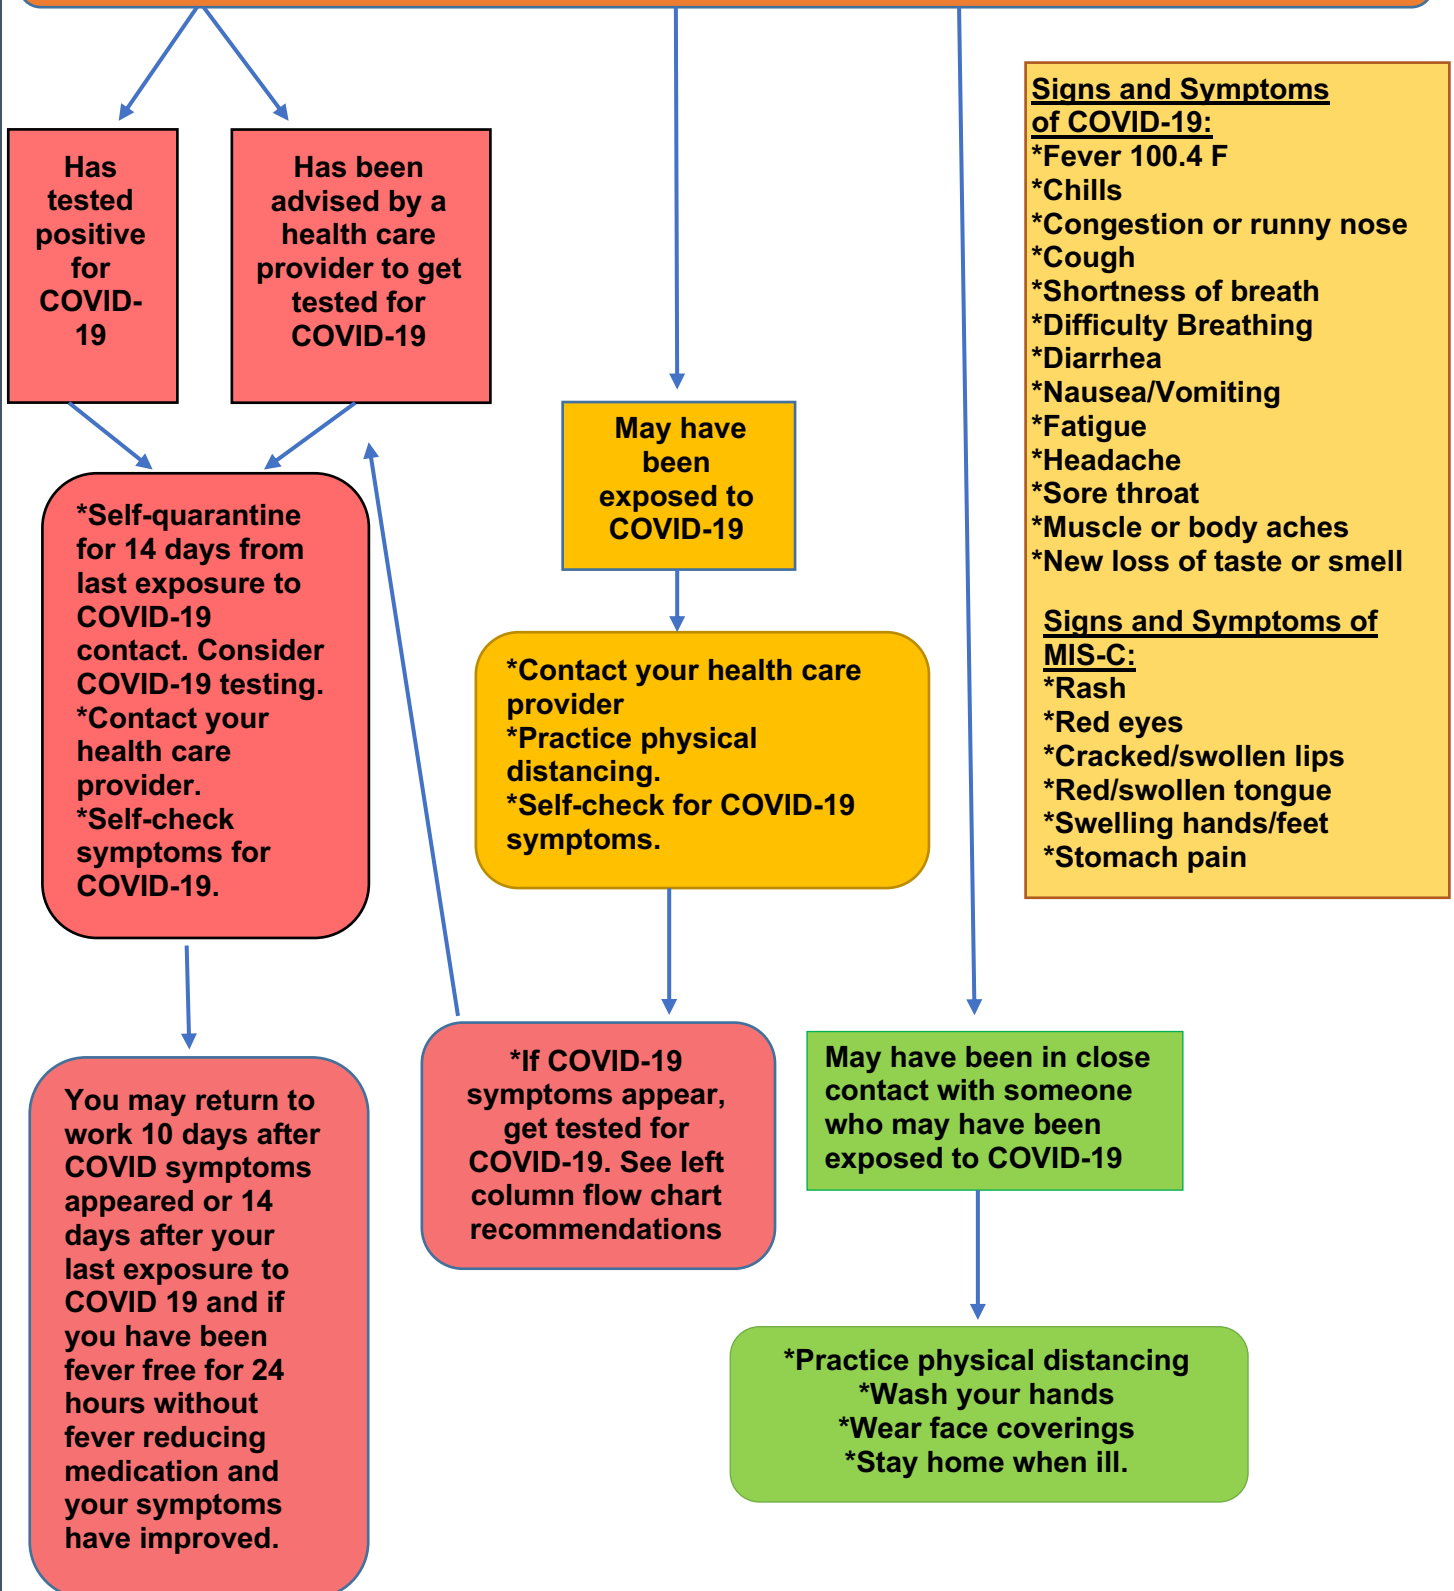 Has
tested
positive
for
COVID-
19
Has been
advised by a
health care
provider to get
tested for
COVID-19
*Self-quarantine
for 14 days from
last exposure to
COVID-19
contact. Consider
COVID-19 testing.
*Contact your
health care
provider.
*Self-check
symptoms for
COVID-19.
You may return to
work 10 days after
COVID symptoms
appeared or 14
days after your
last exposure to
COVID 19 and if
you have been
fever free for 24
hours without
fever reducing
medication and
your symptoms
have improved.
May have
been
exposed to
COVID-19
*Contact your health care
provider
*Practice physical
distancing.
*Self-check for COVID-19
symptoms.
*If COVID-19
symptoms appear,
get tested for
COVID-19. See left
column flow chart
recommendations
May have been in close
contact with someone
who may have been
exposed to COVID-19
*Practice physical distancing
*Wash your hands
*Wear face coverings
*Stay home when ill.
Signs and Symptoms
of COVID-19:
*Fever 100.4 F
*Chills
*Congestion or runny nose
*Cough
*Shortness of breath
*Difficulty Breathing
*Diarrhea
*Nausea/Vomiting
*Fatigue
*Headache
*Sore throat
*Muscle or body aches
*New loss of taste or smell
Signs and Symptoms of
MIS-C:
*Rash
*Red eyes
*Cracked/swollen lips
*Red/swollen tongue
*Swelling hands/feet
*Stomach pain